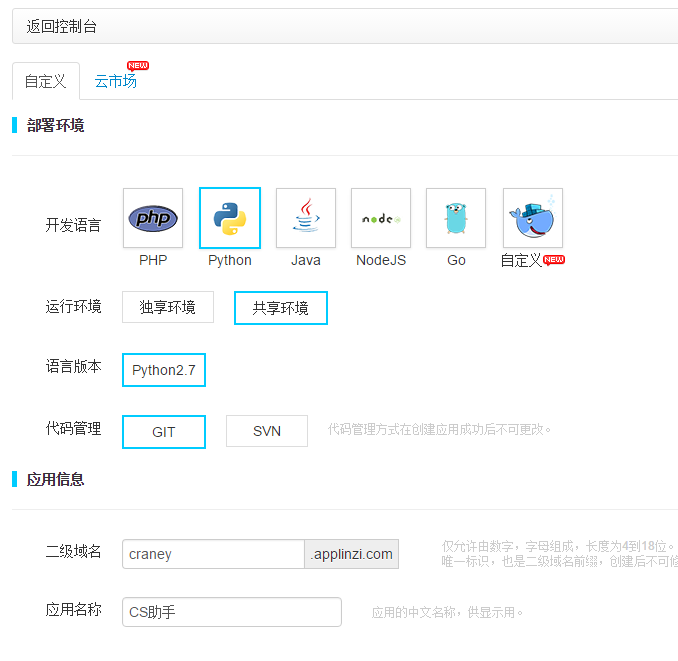 返回控制台
自定义 云市场 NEW
部署环境
开发语言
php node
PHP Python Java NodeJS Go 自定义 NEW
运行环境 独享环境 共享环境
语言版本 Python2.7
代码管理 GIT SVN 代码管理方式在创建应用成功后不可更改。
应用信息
二级域名 craney .applinzi.com 仅允许由数字，字母组成，长度为4到18位。
唯一标识，也是二级域名前缀，创建后不可修
应用名称 CS助手 应用的中文名称，供显示用。